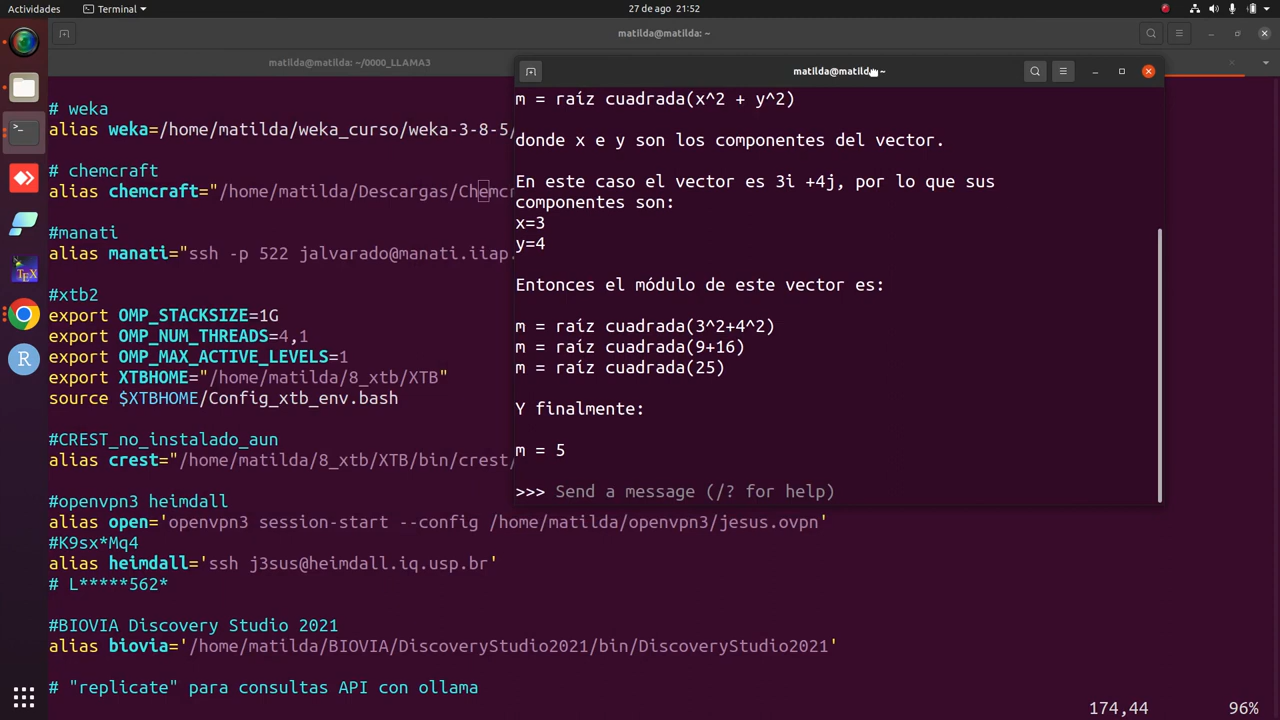 Actividades
Terminal
27 de ago 21:52
matilda@matilda: ~
matilda@matilda: ~/0000_LLAMA3
# weka
alias weka=/home/matilda/weka_curso/weka-3-8-5/
# chemcraft
alias chemcraft="/home/matilda/Descargas/Chemcr
#manati
alias manati="ssh -p 522 jalvarado@manati.iiap.
#xtb2
export OMP_STACKSIZE=1G
export OMP_NUM_THREADS=4,1
export OMP_MAX_ACTIVE_LEVELS=1
export XTBHOME="/home/matilda/8_xtb/XTB"
source $XTBHOME/Config_xtb_env.bash
#CREST_no_instalado_aun
alias crest="/home/matilda/8_xtb/XTB/bin/crest/
#openvpn3 heimdall
alias open='openvpn3 session-start --config /home/matilda/openvpn3/jesus.ovpn'
#K9sx*Mq4
alias heimdall='ssh j3sus@heimdall.iq.usp.br'
# L*****562*
#BIOVIA Discovery Studio 2021
alias biovia='/home/matilda/BIOVIA/DiscoveryStudio2021/bin/DiscoveryStudio2021'
# "replicate" para consultas API con ollama
174,44 96%
matilda@matild ~
m = raíz cuadrada(x^2 + y^2)
donde x e y son los componentes del vector.
En este caso el vector es 3i +4j, por lo que sus
componentes son:
x=3
y=4
Entonces el módulo de este vector es:
m = raíz cuadrada(3^2+4^2)
m = raíz cuadrada(9+16)
m = raíz cuadrada(25)
Y finalmente:
m = 5
>>> Send a message (/? for help)
TEX
R